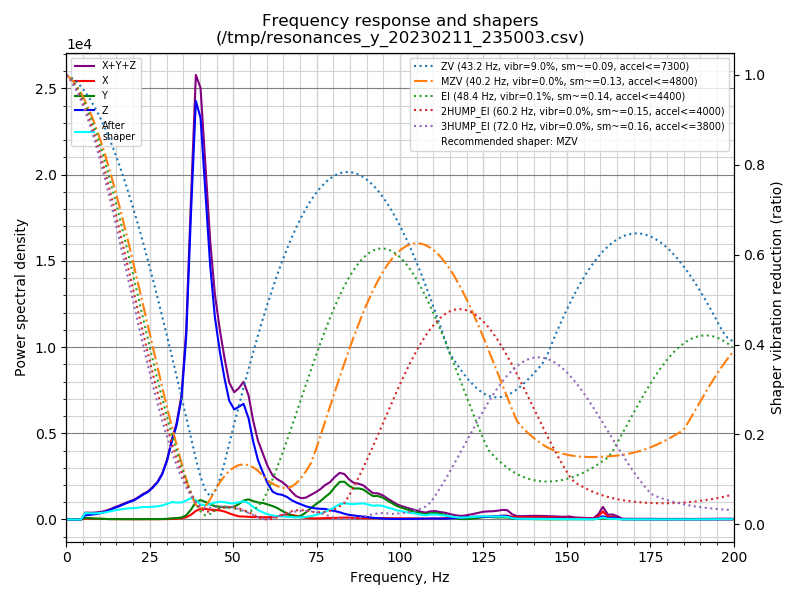 Frequency response and shapers
(/tmp/resonances_y_20230211_235003.csv)
1e4
X+Y+Z
X
Y
Z
After
shaper
ZV (43.2 Hz, vibr=9.0%, sm~=0.09, accel<=7300)
MZV (40.2 Hz, vibr=0.0%, sm~=0.13, accel<=4800)
EI (48.4 Hz, vibr=0.1%, sm~=0.14, accel<=4400)
2HUMP_EI (60.2 Hz, vibr=0.0%, sm~=0.15, accel<=4000)
3HUMP_EI (72.0 Hz, vibr=0.0%, sm~=0.16, accel<=3800)
Recommended shaper: MZV
Power spectral density
2.5
2.0
1.5
1.0
0.5
0.0
1.0
0.8
0.6
0.4
0.2
0.0
Shaper vibration reduction (ratio)
0 25 50 75 100 125 150 175 200
Frequency, Hz